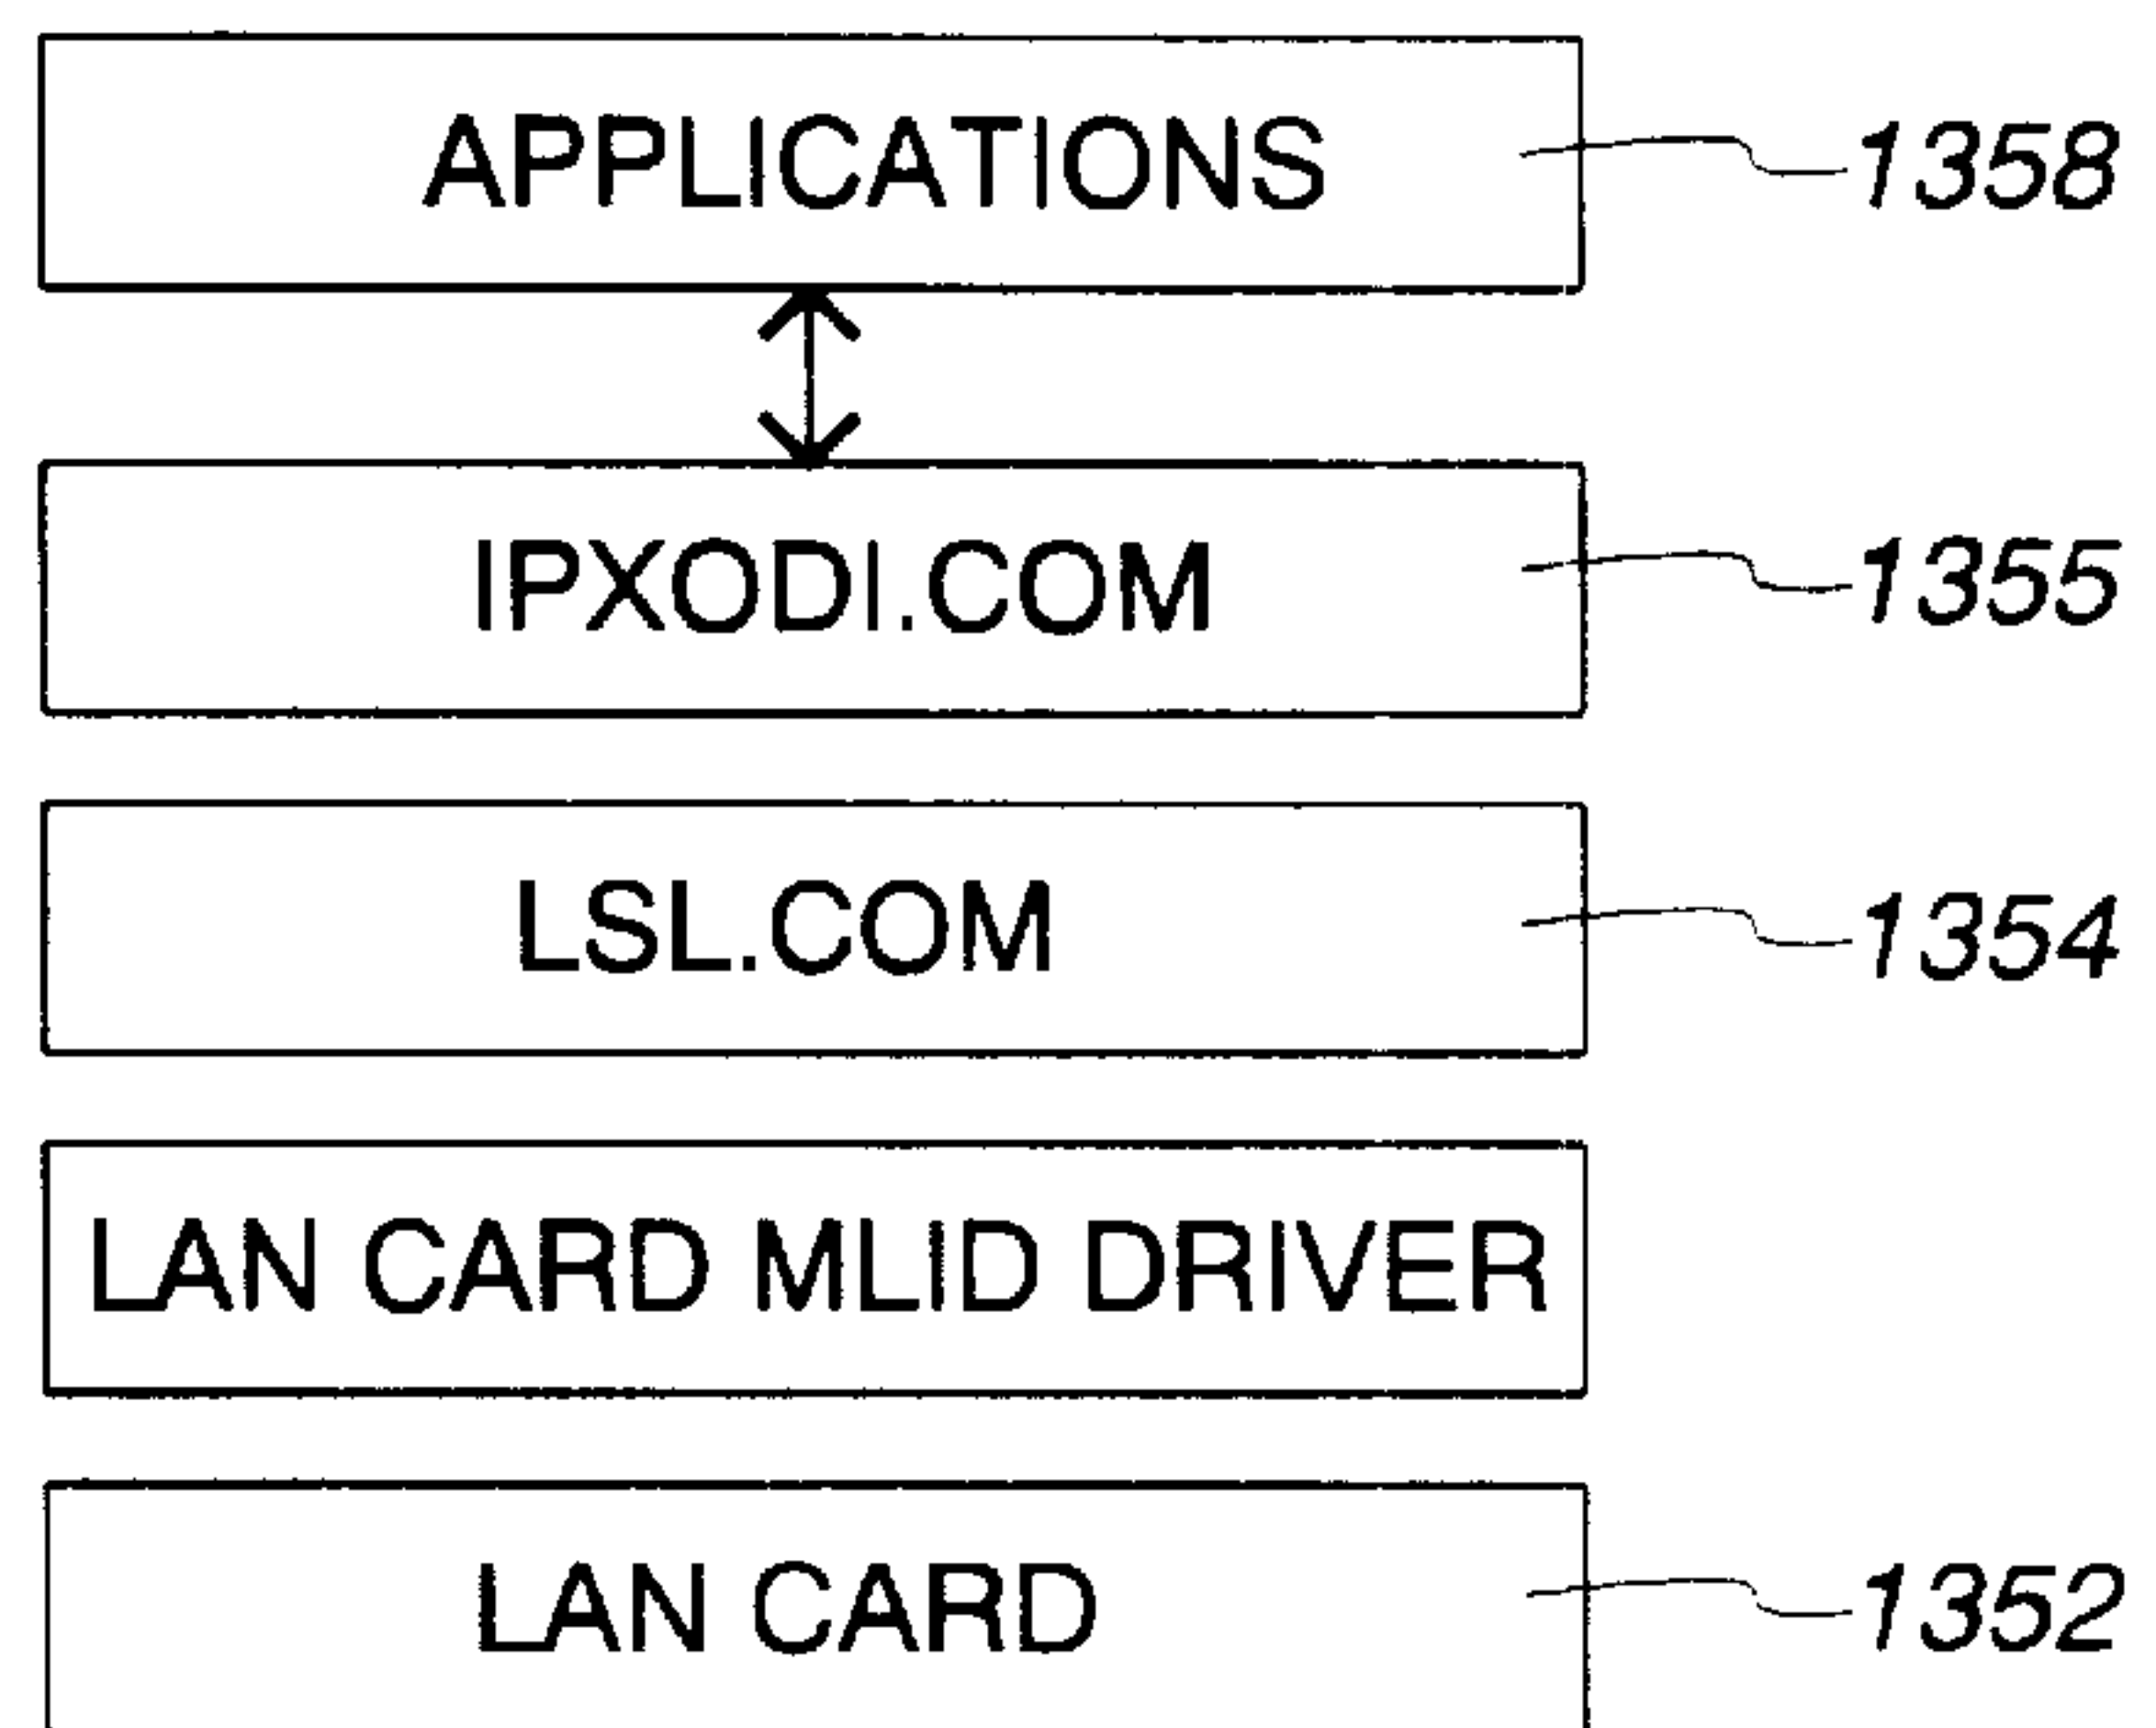 APPLICATIONS 1358
IPXODI.COM 1355
LSL.COM 1354
LAN CARD MLID DRIVER
LAN CARD 1352